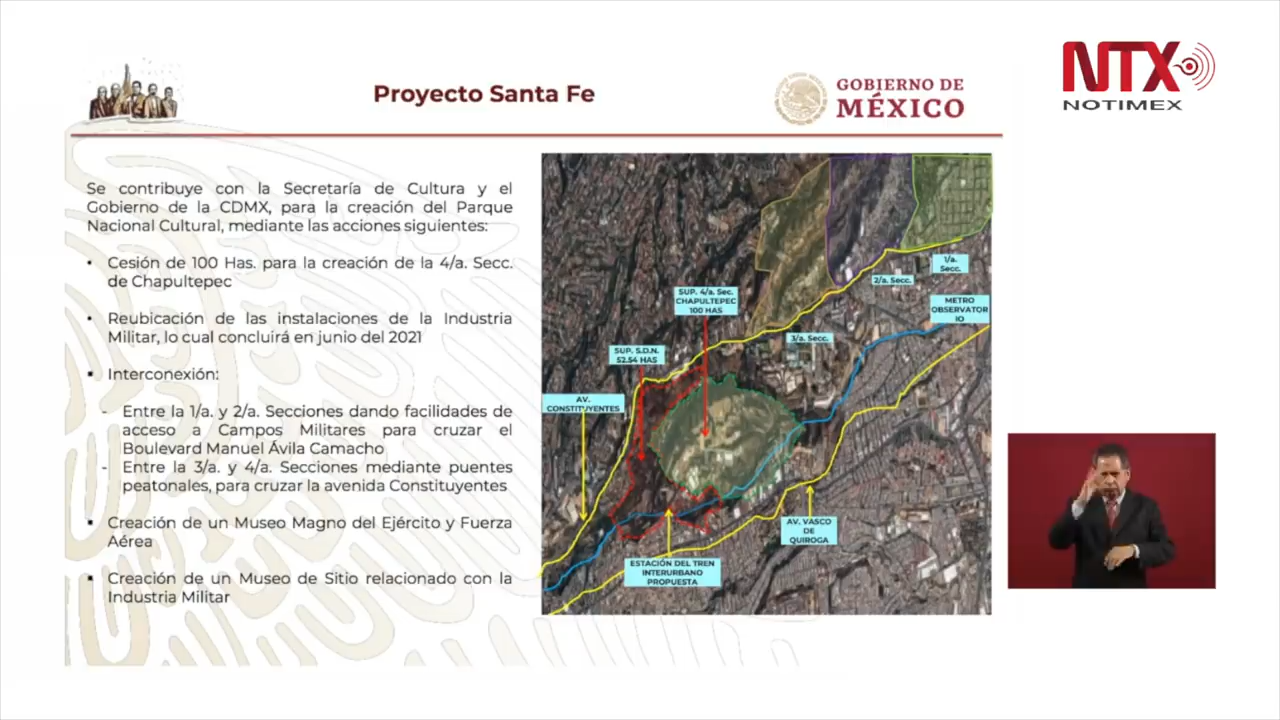 Proyecto Santa Fe
GOBIERNO DE
MÉXICO
NTX
NOTIMEX
Se contribuye con la Secretaría de Cultura y el
Gobierno de la CDMX, para la creación del Parque
Nacional Cultural, mediante las acciones siguientes:
• Cesión de 100 Has. para la creación de la 4/a. Secc.
de Chapultepec
• Reubicación de las instalaciones de la Industria
Militar, lo cual concluirá en junio del 2021
▪ Interconexión:
- Entre la 1/a. y 2/a. Secciones dando facilidades de
acceso a Campos Militares para cruzar el
Boulevard Manuel Ávila Camacho
- Entre la 3/a. y 4/a. Secciones mediante puentes
peatonales, para cruzar la avenida Constituyentes
▪ Creación de un Museo Magno del Ejército y Fuerza
Aérea
▪ Creación de un Museo de Sitio relacionado con la
Industria Militar
1/a.
Secc.
2/a. Secc.
SUP. 4/a. Sec.
CHAPULTEPEC
100 HAS
METRO
OBSERVATOR
IO
3/a. Secc.
SUP. S.D.N.
52.54 HAS
AV.
CONSTITUYENTES
AV. VASCO
DE
QUIROGA
ESTACIÓN DEL TREN
INTERURBANO
PROPUESTA